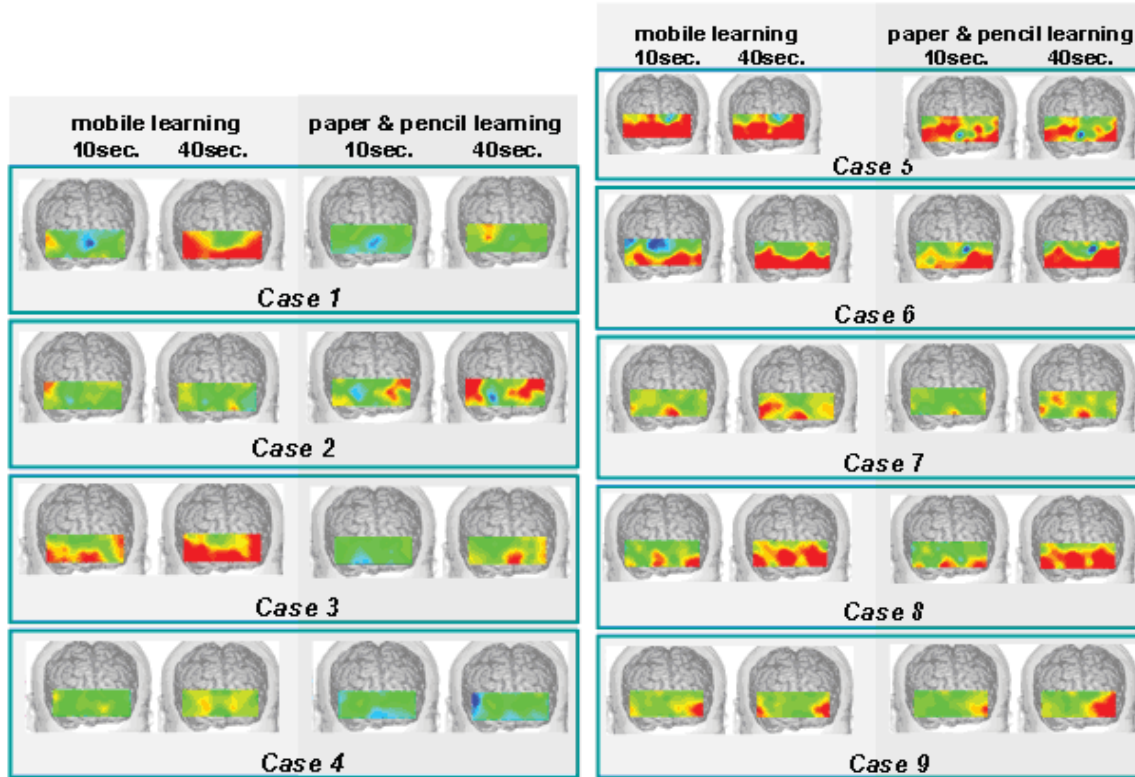 mobile learning
paper & pencil learning
10sec.
40sec.
10sec.
40sec.
Case 1
Case 2
Case 3
Case 4
mobile learning
paper & pencil learning
10sec.
40sec.
10sec.
40sec.
Case 5
Case 6
Case 7
Case 8
Case 9